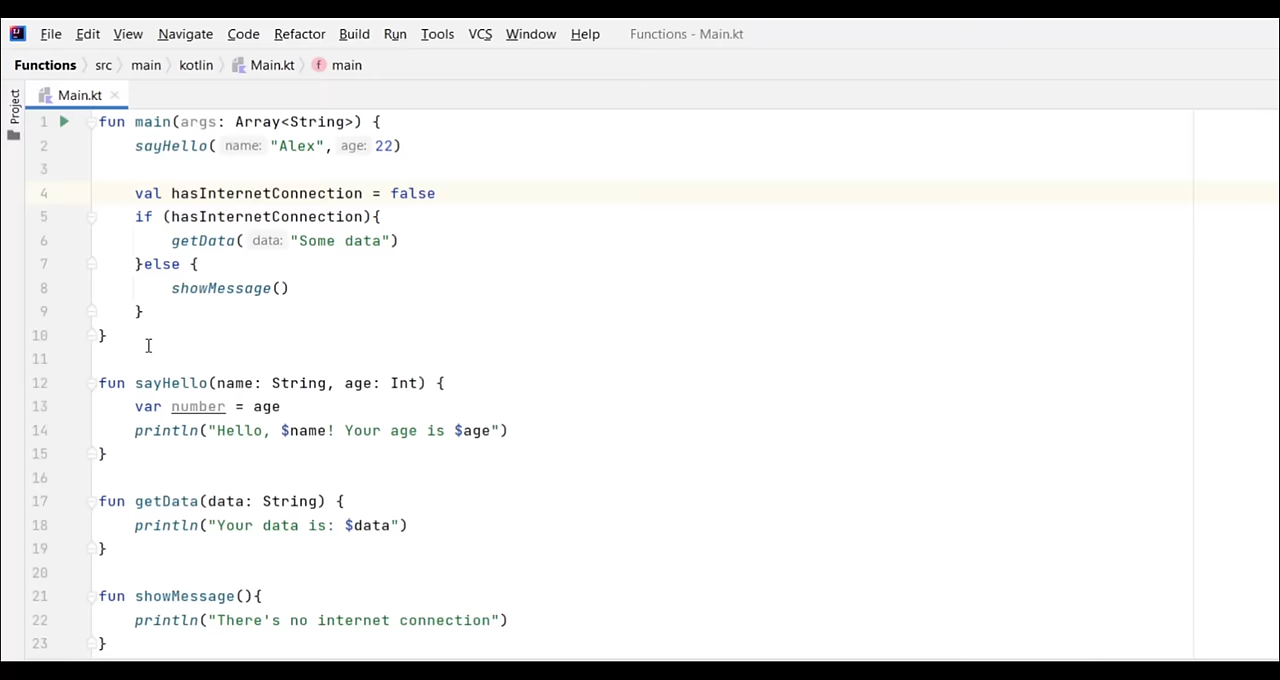 File Edit View Navigate Code Refactor Build Run Tools VCS Window Help Functions - Main.kt
Functions src main kotlin Main.kt f main
Project
Main.kt
1 fun main(args: Array<String>) {
2 sayHello( name: "Alex", age: 22)
3
4 val hasInternetConnection = false
5 if (hasInternetConnection){
6 getData( data: "Some data")
7 }else {
8 showMessage()
9 }
10 }
11
12 fun sayHello(name: String, age: Int) {
13 var number = age
14 println("Hello, $name! Your age is $age")
15 }
16
17 fun getData(data: String) {
18 println("Your data is: $data")
19 }
20
21 fun showMessage(){
22 println("There's no internet connection")
23 }